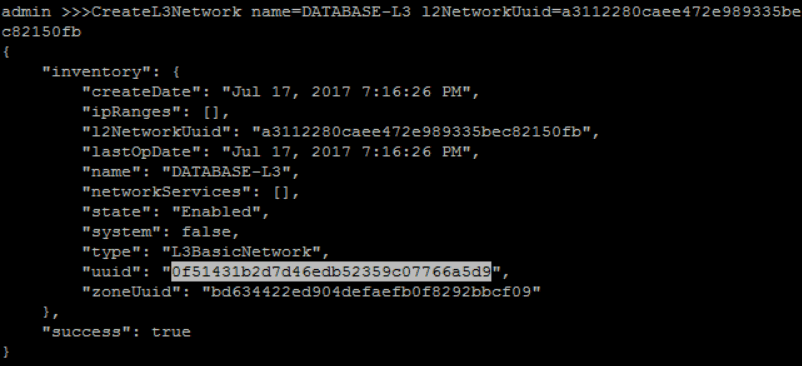 admin >>>CreateL3Network name=DATABASE-L3 l2NetworkUuid=a3112280caee472e989335be
c82150fb
{
    "inventory": {
        "createDate": "Jul 17, 2017 7:16:26 PM",
        "ipRanges": [],
        "l2NetworkUuid": "a3112280caee472e989335bec82150fb",
        "lastOpDate": "Jul 17, 2017 7:16:26 PM",
        "name": "DATABASE-L3",
        "networkServices": [],
        "state": "Enabled",
        "system": false,
        "type": "L3BasicNetwork",
        "uuid": "0f51431b2d7d46edb52359c07766a5d9",
        "zoneUuid": "bd634422ed904defaefb0f8292bbcf09"
    },
    "success": true
}